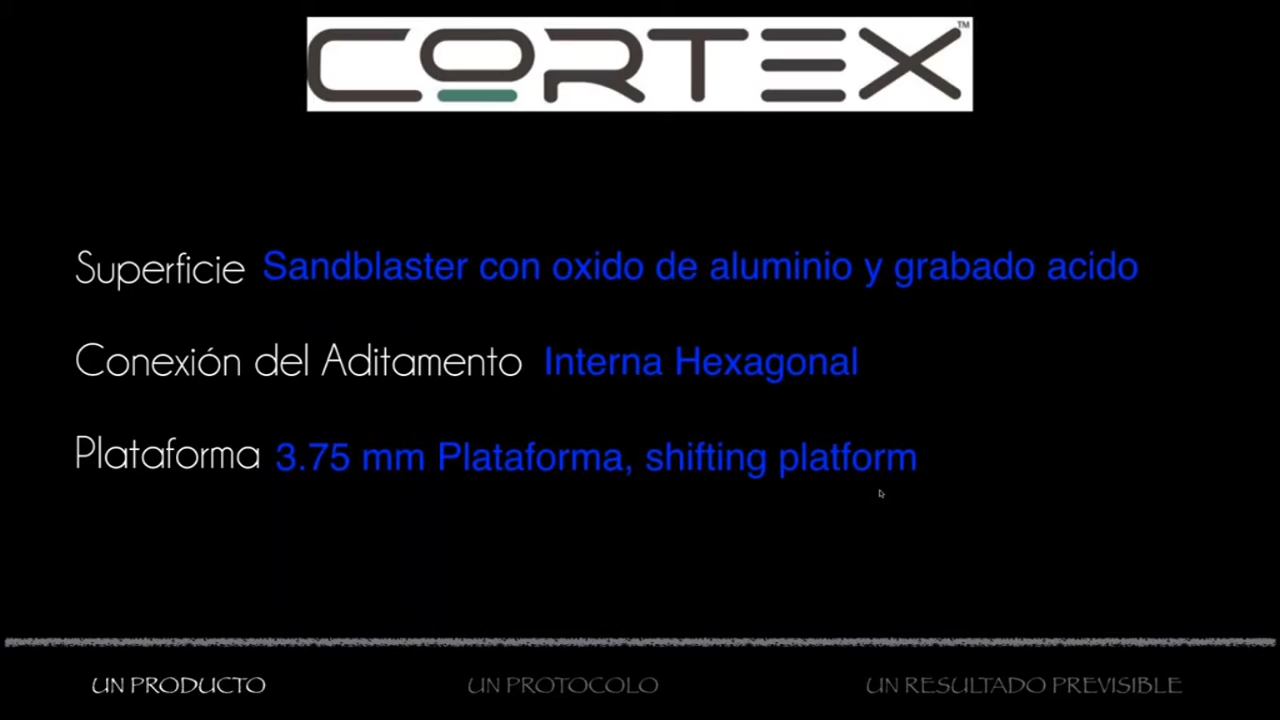 CORTEX™
Superficie Sandblaster con oxido de aluminio y grabado acido
Conexión del Aditamento Interna Hexagonal
Plataforma 3.75 mm Plataforma, shifting platform
UN PRODUCTO UN PROTOCOLO UN RESULTADO PREVISIBLE